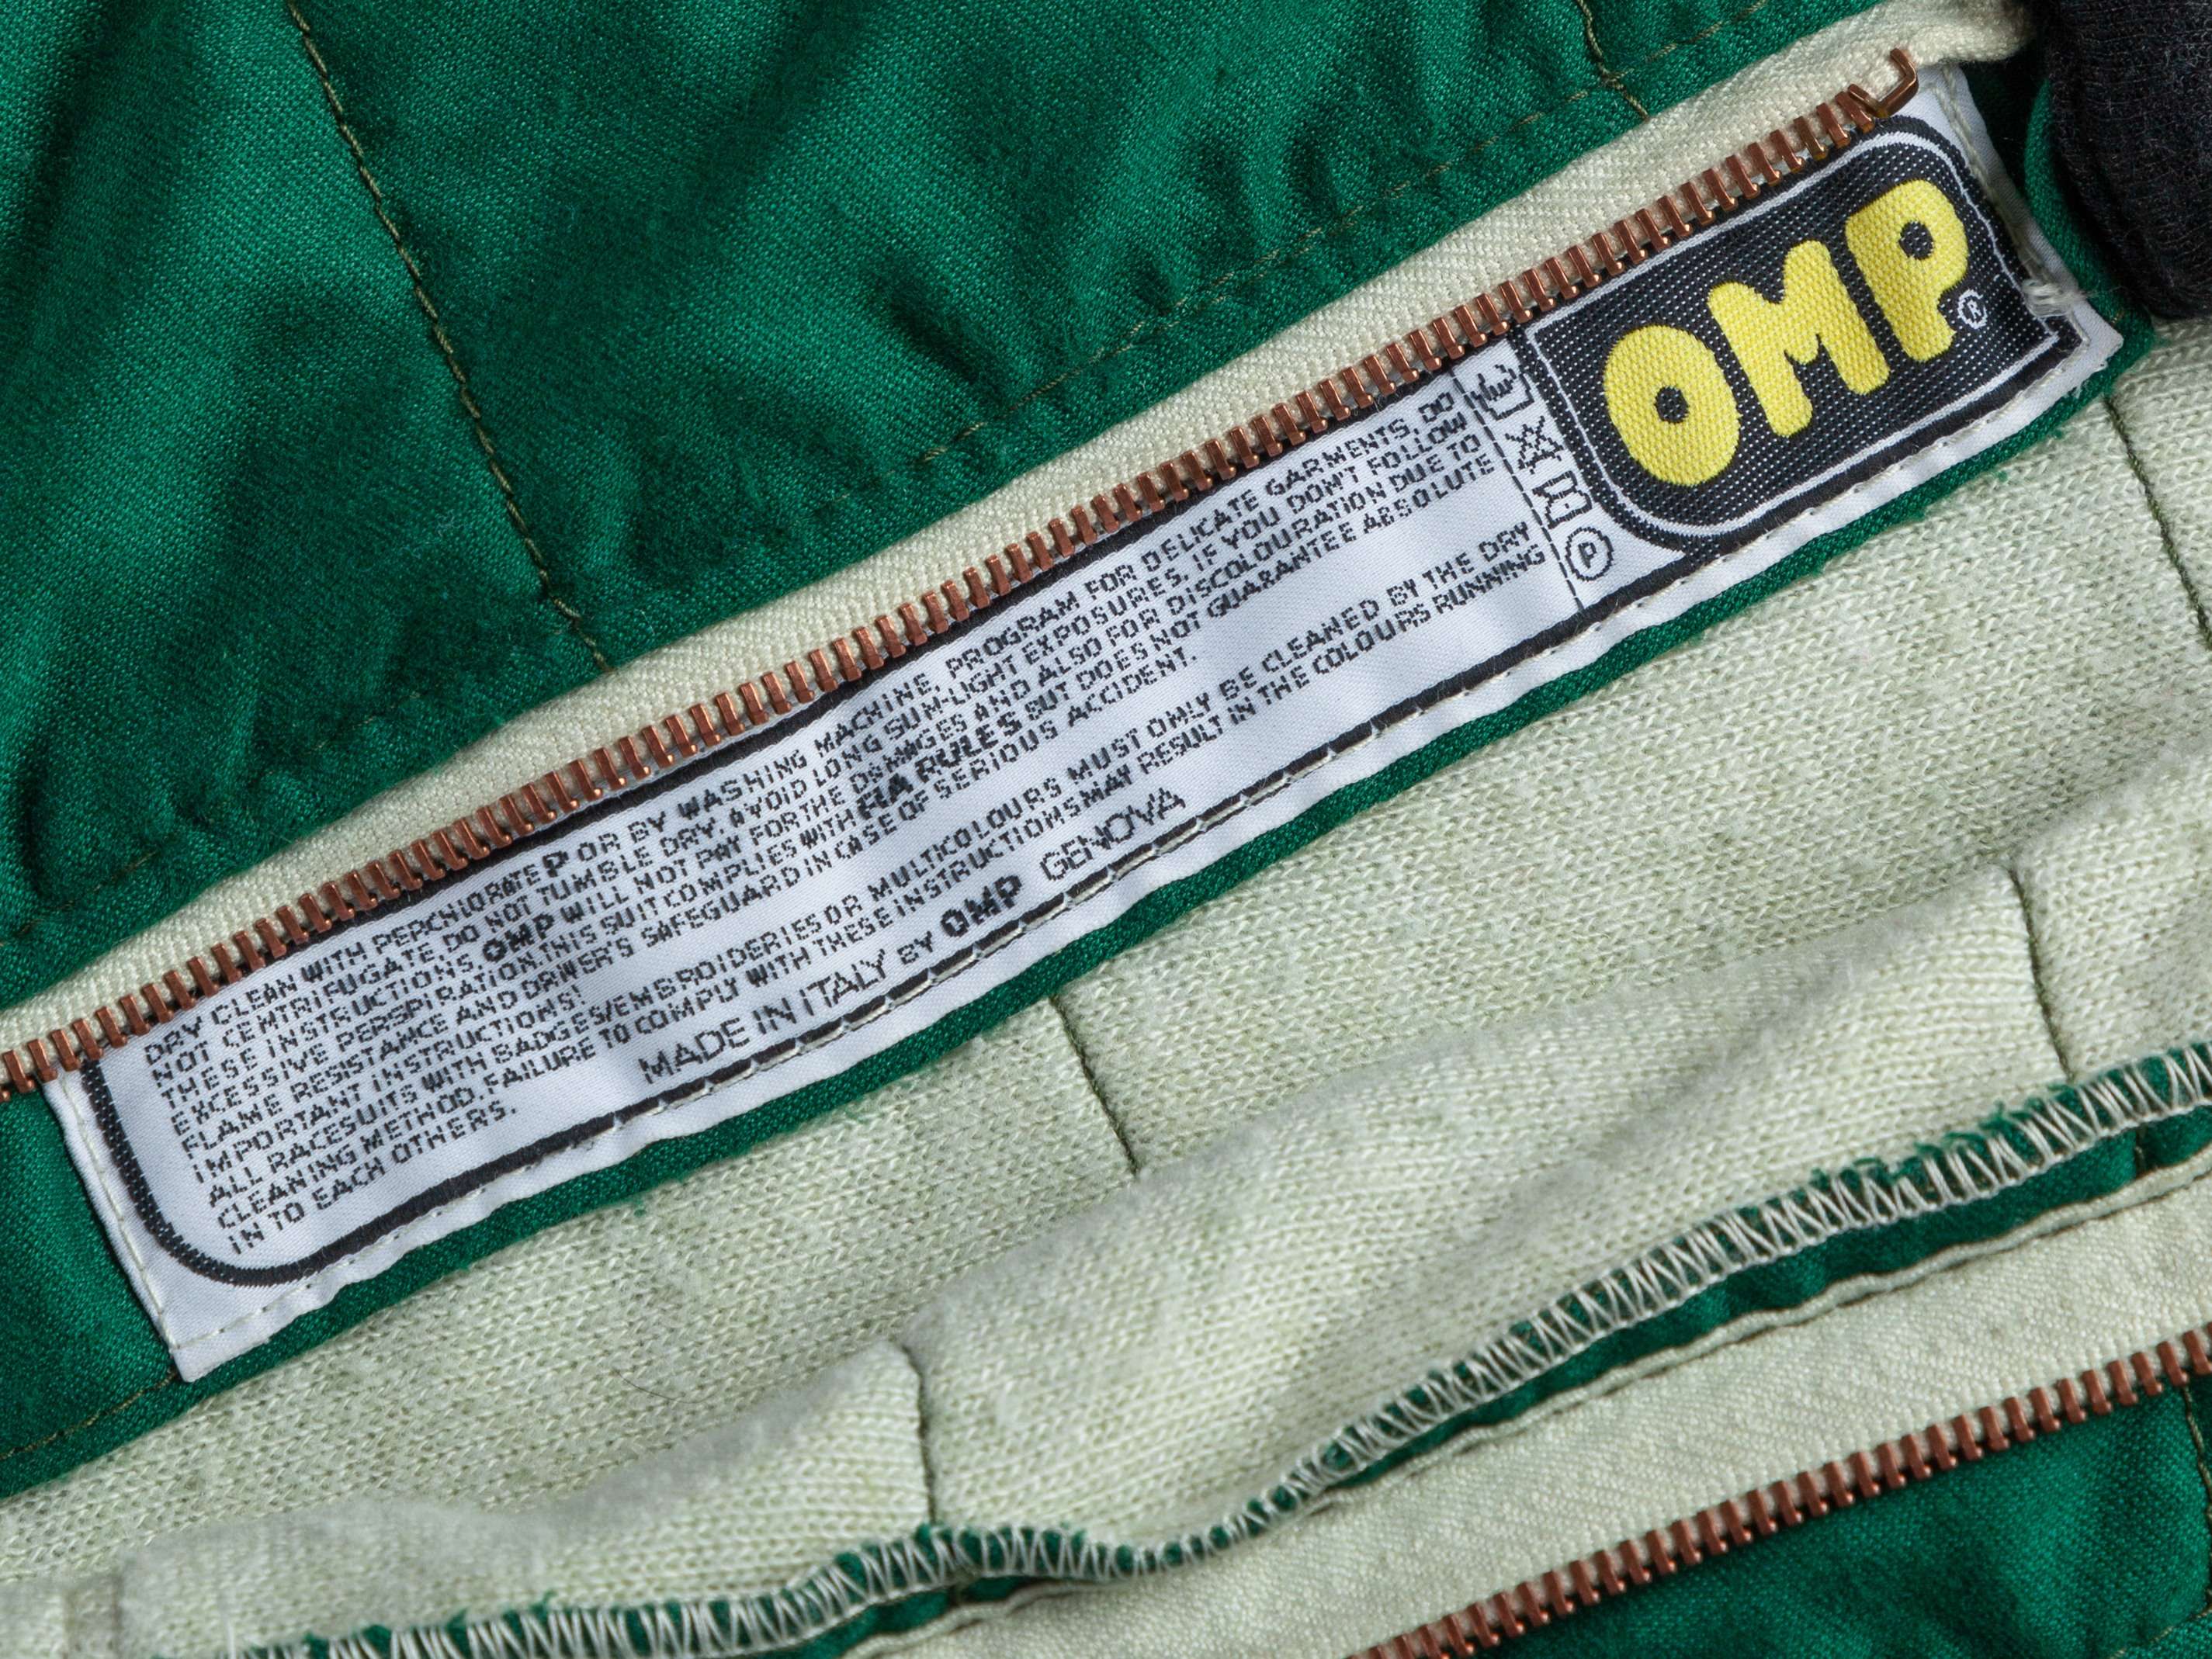 OMP®
DRY CLEAN WITH PERCHLORATE P OR BY WASHING MACHINE, PROGRAM FOR DELICATE GARMENTS, DO
NOT CENTRIFUGATE, DO NOT TUMBLE DRY. AVOID LONG SUN-LIGHT EXPOSURES. IF YOU DON'T FOLLOW
THESE INSTRUCTIONS, OMP WILL NOT PAY FOR THE DAMAGES AND ALSO FOR DISCOLOURATION DUE TO
EXCESSIVE PERSPIRATION. THIS SUIT COMPLIES WITH FIA RULES BUT DOES NOT GUARANTEE ABSOLUTE
FLAME RESISTANCE AND DRIVER'S SAFEGUARD IN CASE OF SERIOUS ACCIDENT.
IMPORTANT INSTRUCTIONS!
ALL RACESUITS WITH BADGES/EMBROIDERIES OR MULTICOLOURS MUST ONLY BE CLEANED BY THE DRY
CLEANING METHOD. FAILURE TO COMPLY WITH THESE INSTRUCTIONS MAY RESULT IN THE COLOURS RUNNING
IN TO EACH OTHERS.
MADE IN ITALY BY OMP GENOVA
P